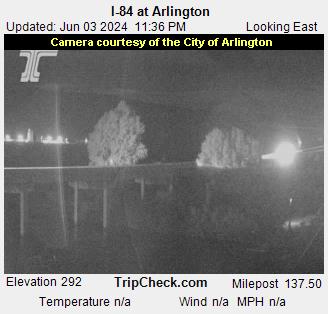 I-84 at Arlington
Updated: Jun 03 2024 11:36 PM Looking East
Camera courtesy of the City of Arlington
Elevation 292 TripCheck.com Milepost 137.50
Temperature n/a Wind n/a MPH n/a